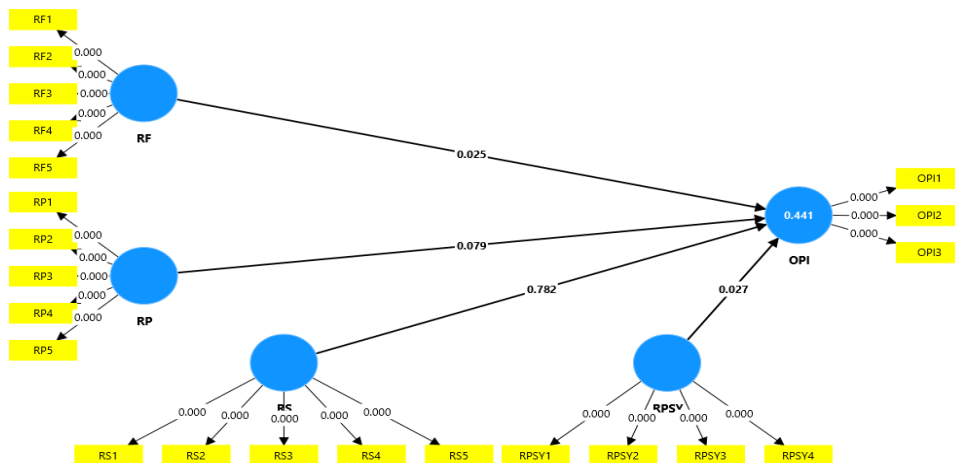 RF1
0.000
RF2
0.000
RF3
0.000
RF4
0.000
RF5
0.000
RF
0.025
RP1
0.000
RP2
0.000
RP3
0.000
RP4
0.000
RP5
0.000
RP
0.079
0.782
0.027
0.441
OPI
0.000
OPI1
0.000
OPI2
0.000
OPI3
RS
0.000
0.000
0.000
0.000
0.000
RS1
RS2
RS3
RS4
RS5
RPSY
0.000
0.000
0.000
0.000
RPSY1
RPSY2
RPSY3
RPSY4